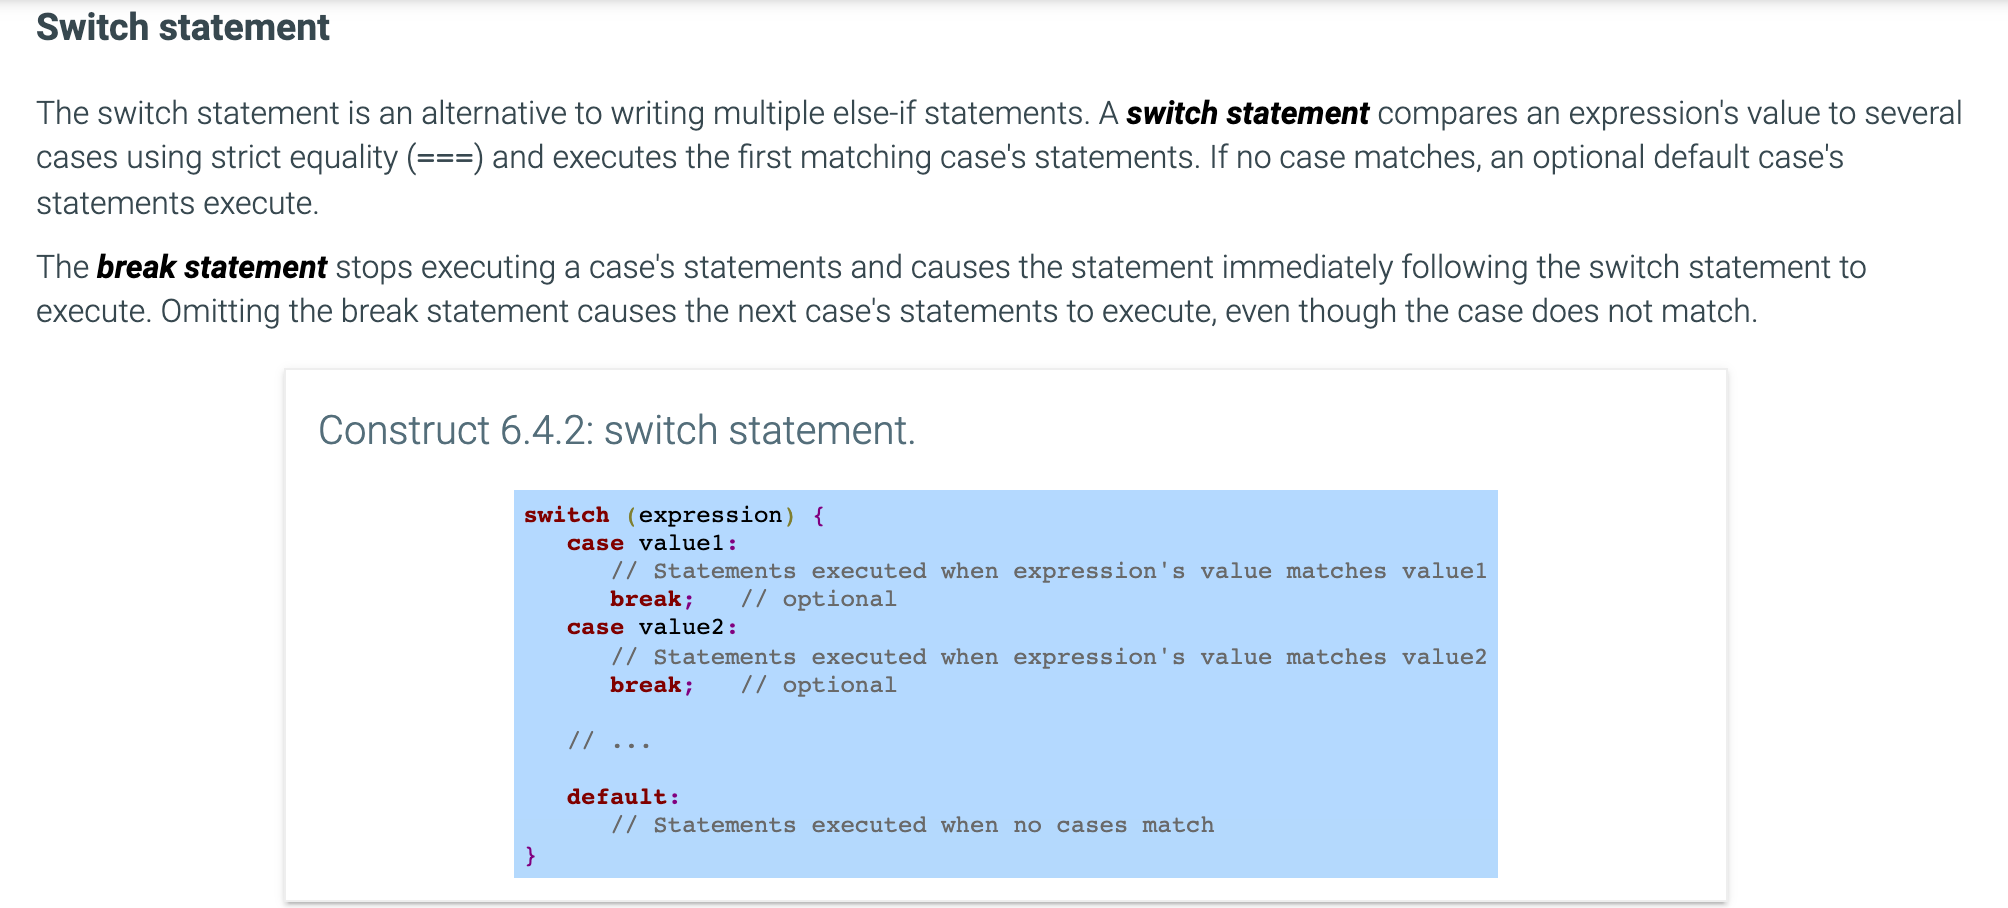 Switch statement
The switch statement is an alternative to writing multiple else-if statements. A switch statement compares an expression's value to several
cases using strict equality (===) and executes the first matching case's statements. If no case matches, an optional default case's
statements execute.
The break statement stops executing a case's statements and causes the statement immediately following the switch statement to
execute. Omitting the break statement causes the next case's statements to execute, even though the case does not match.
Construct 6.4.2: switch statement.
switch (expression) {
   case value1:
      // Statements executed when expression's value matches value1
      break;   // optional
   case value2:
      // Statements executed when expression's value matches value2
      break;   // optional
   // ...
   default:
      // Statements executed when no cases match
}